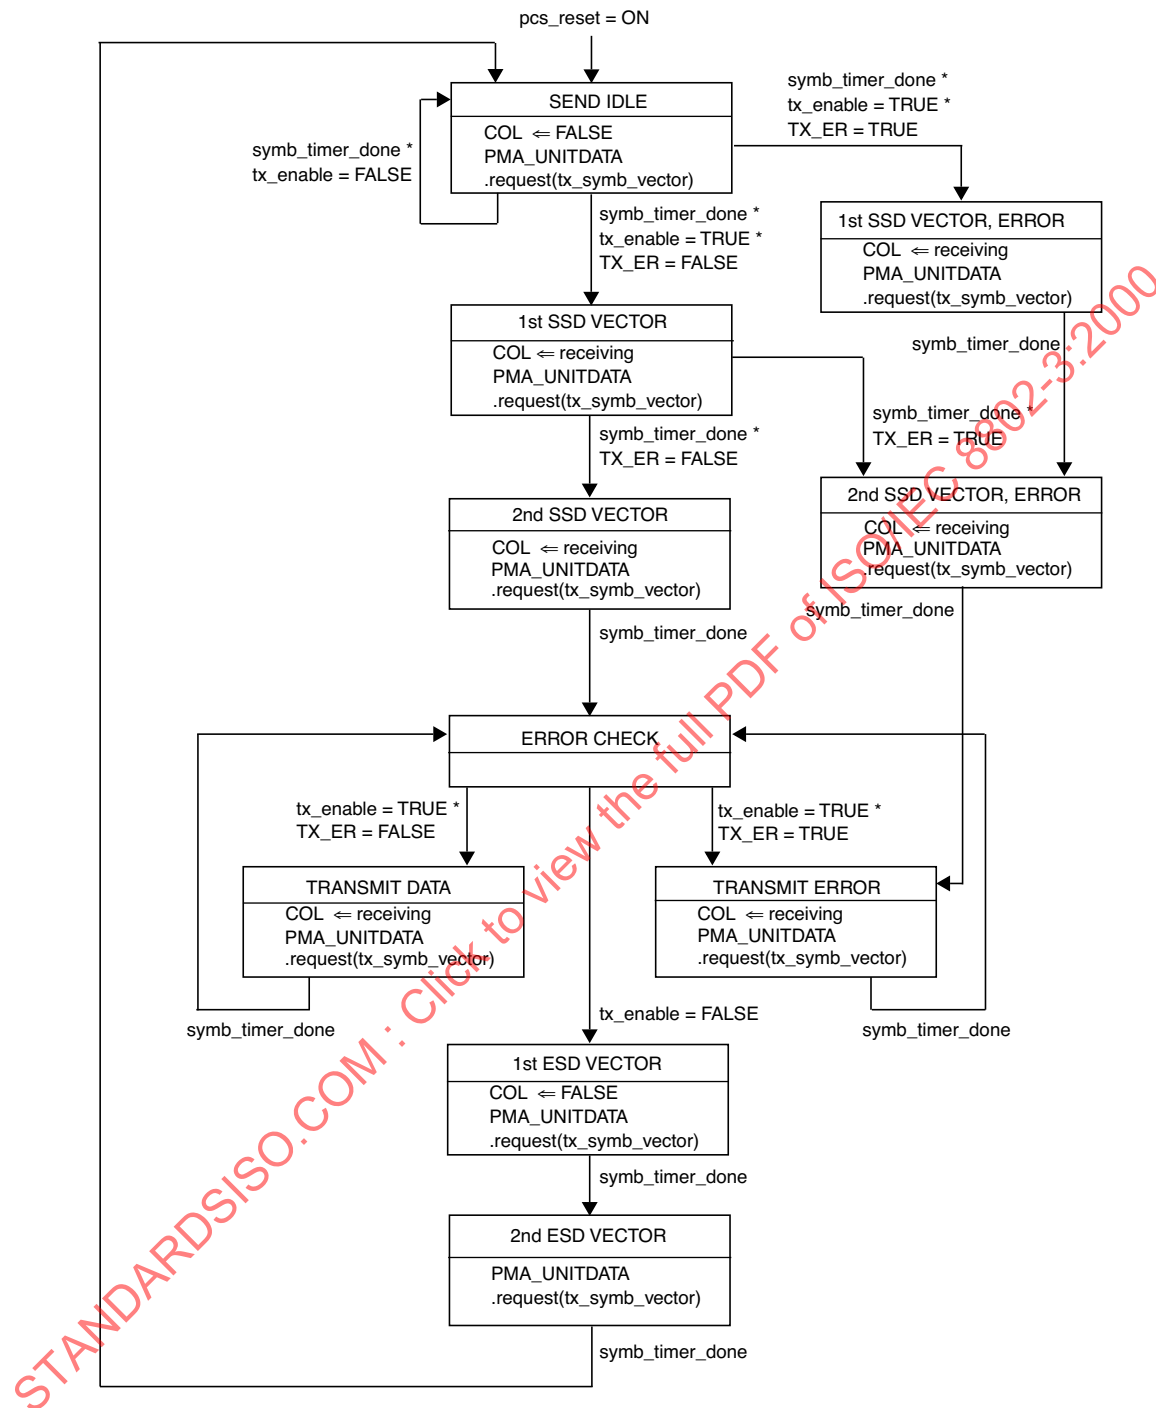 pcs_reset = ON
SEND IDLE
COL ⇐ FALSE
PMA_UNITDATA
.request(tx_symb_vector)
symb_timer_done *
tx_enable = FALSE
symb_timer_done *
tx_enable = TRUE *
TX_ER = TRUE
symb_timer_done *
tx_enable = TRUE *
TX_ER = FALSE
1st SSD VECTOR, ERROR
COL ⇐ receiving
PMA_UNITDATA
.request(tx_symb_vector)
symb_timer_done
1st SSD VECTOR
COL ⇐ receiving
PMA_UNITDATA
.request(tx_symb_vector)
symb_timer_done *
TX_ER = TRUE
symb_timer_done *
TX_ER = FALSE
2nd SSD VECTOR
COL ⇐ receiving
PMA_UNITDATA
.request(tx_symb_vector)
symb_timer_done
2nd SSD VECTOR, ERROR
COL ⇐ receiving
PMA_UNITDATA
.request(tx_symb_vector)
symb_timer_done
ERROR CHECK
tx_enable = TRUE *
TX_ER = FALSE
tx_enable = TRUE *
TX_ER = TRUE
TRANSMIT DATA
COL ⇐ receiving
PMA_UNITDATA
.request(tx_symb_vector)
symb_timer_done
TRANSMIT ERROR
COL ⇐ receiving
PMA_UNITDATA
.request(tx_symb_vector)
symb_timer_done
tx_enable = FALSE
1st ESD VECTOR
COL ⇐ FALSE
PMA_UNITDATA
.request(tx_symb_vector)
symb_timer_done
2nd ESD VECTOR
PMA_UNITDATA
.request(tx_symb_vector)
symb_timer_done
STANDARDSISO.COM : Click to view the full PDF of ISO/IEC 8802-3:2000